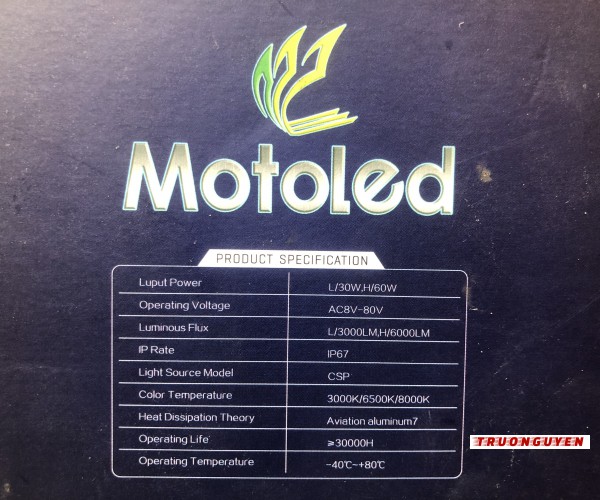 Motoled
PRODUCT SPECIFICATION
Luput Power L/30W,H/60W
Operating Voltage AC8V-80V
Luminous Flux L/3000LM,H/6000LM
IP Rate IP67
Light Source Model CSP
Color Temperature 3000K/6500K/8000K
Heat Dissipation Theory Aviation aluminum7
Operating Life ≥30000H
Operating Temperature -40℃~+80℃
TRUONGUYEN